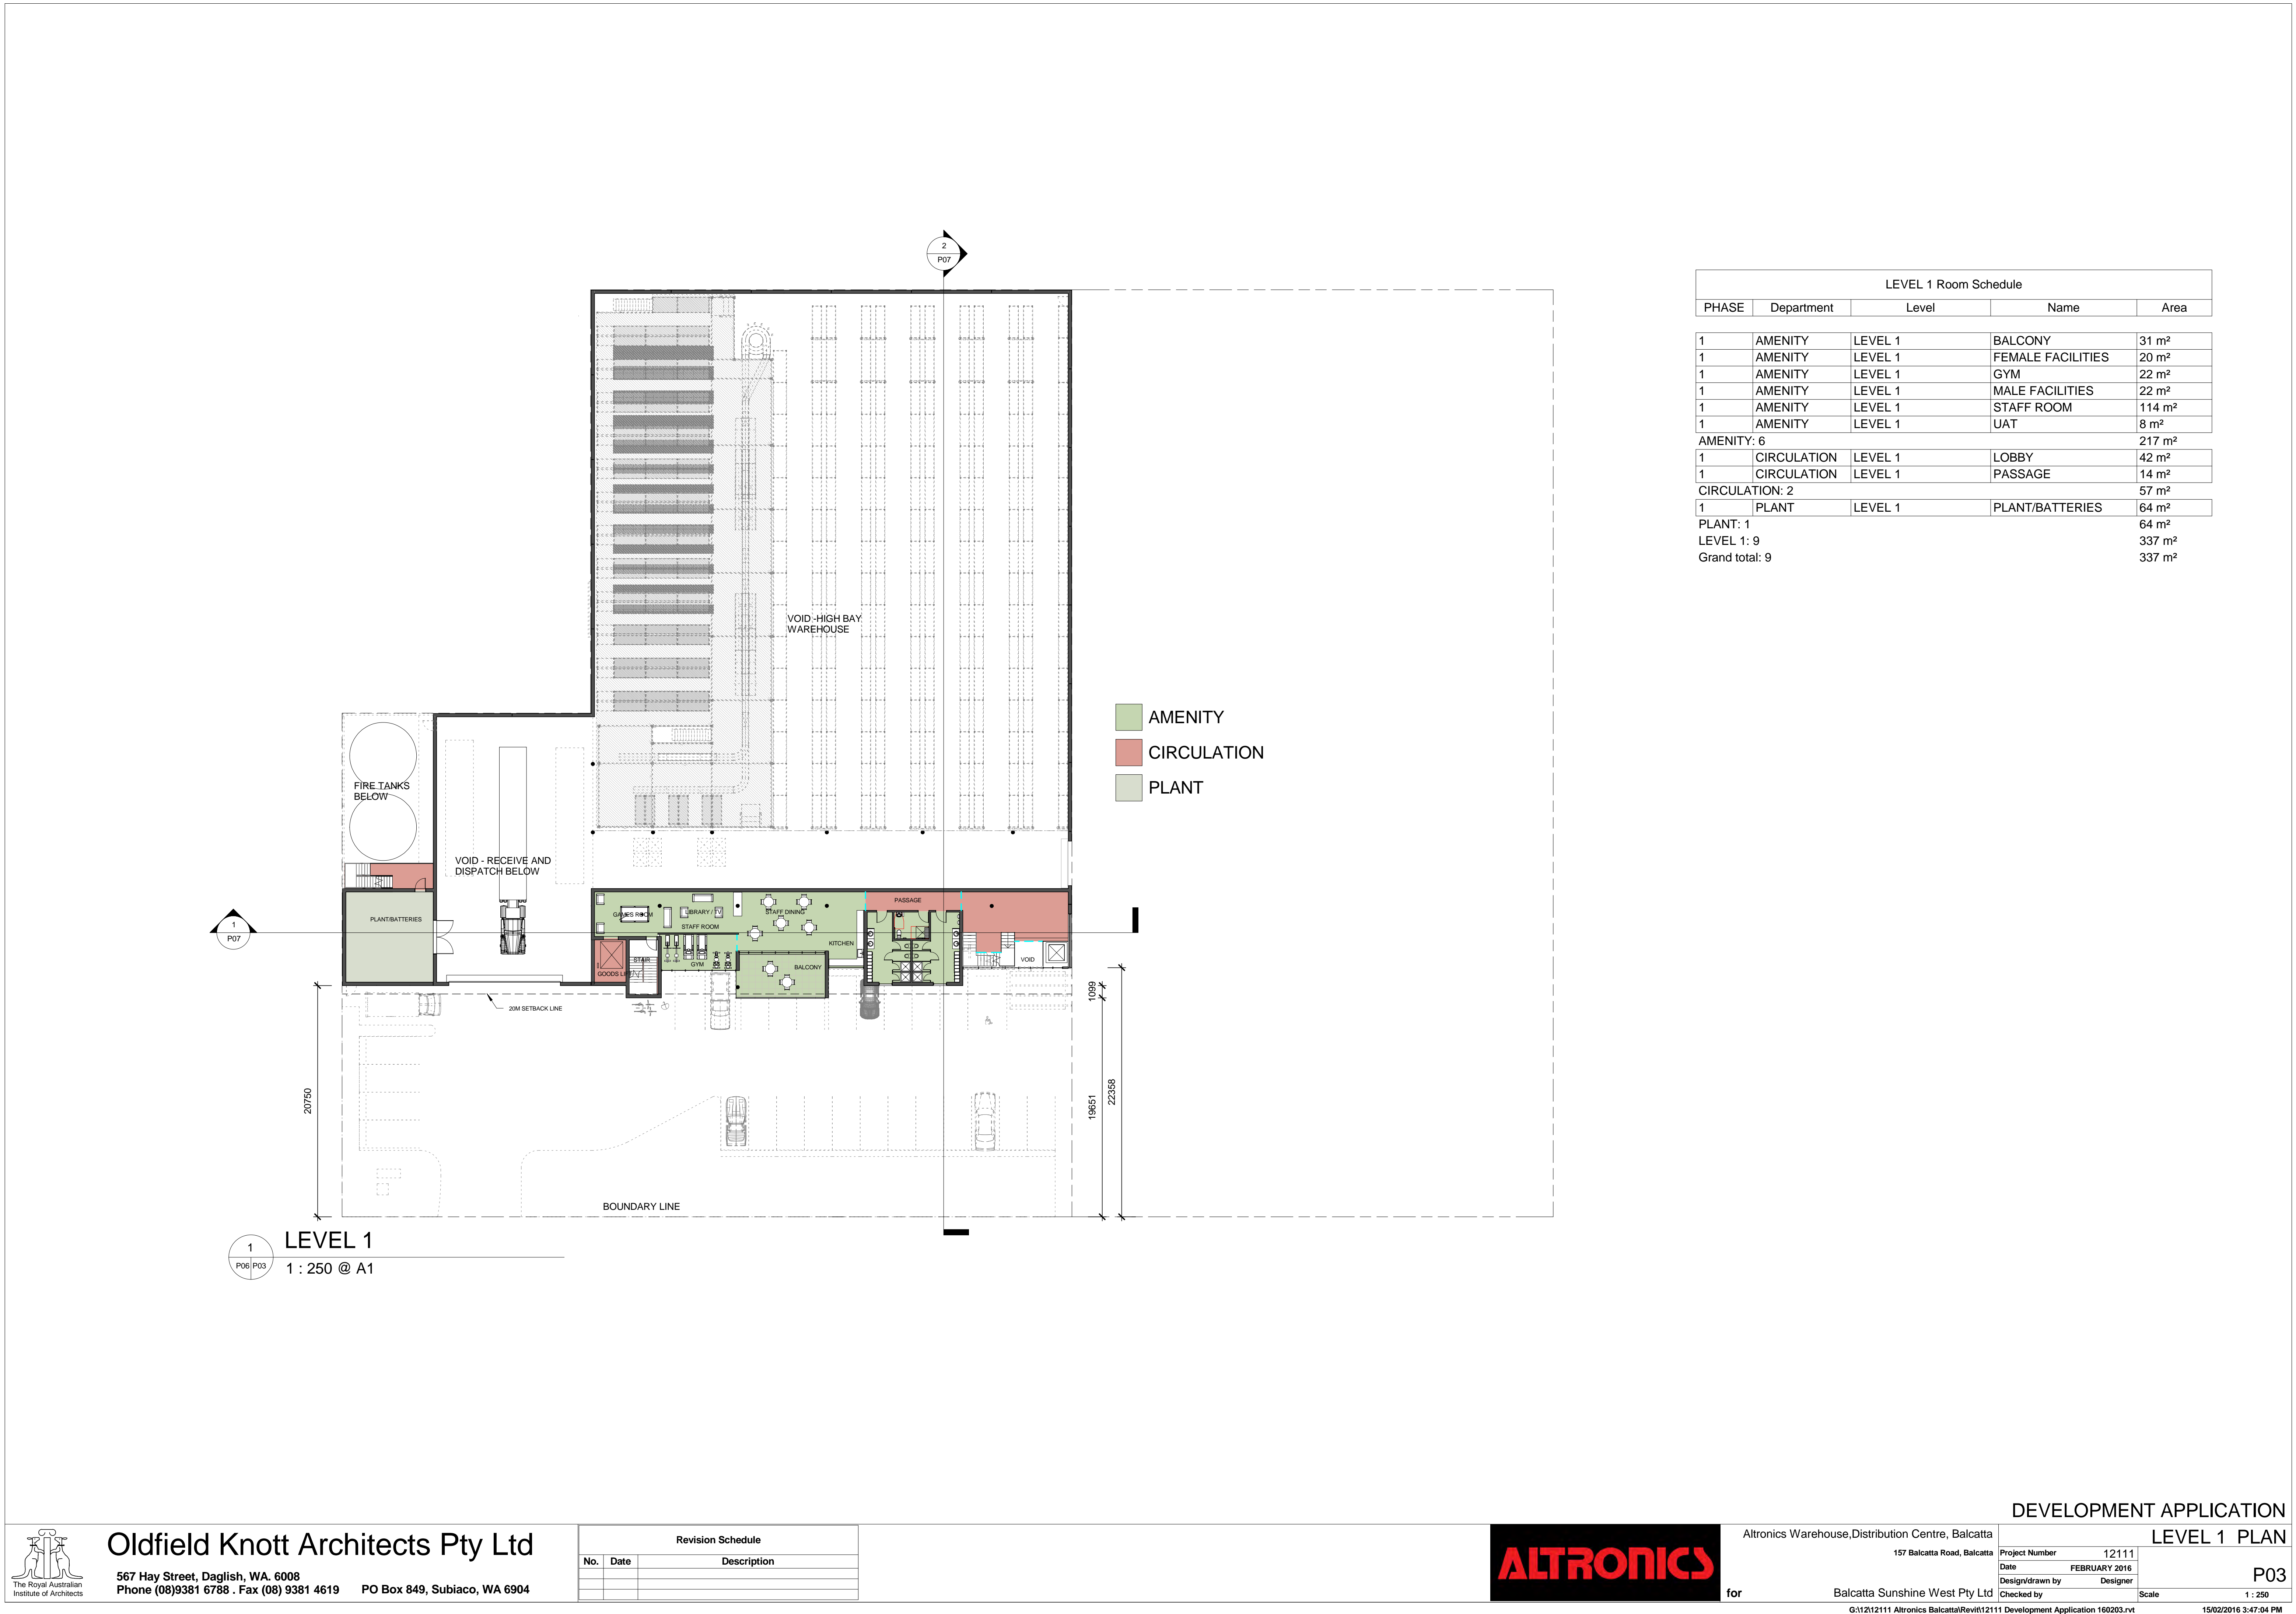 2
P07
LEVEL 1 Room Schedule
PHASE Department Level Name Area
1 AMENITY LEVEL 1 BALCONY 31 m²
1 AMENITY LEVEL 1 FEMALE FACILITIES 20 m²
1 AMENITY LEVEL 1 GYM 22 m²
1 AMENITY LEVEL 1 MALE FACILITIES 22 m²
1 AMENITY LEVEL 1 STAFF ROOM 114 m²
1 AMENITY LEVEL 1 UAT 8 m²
AMENITY: 6 217 m²
1 CIRCULATION LEVEL 1 LOBBY 42 m²
1 CIRCULATION LEVEL 1 PASSAGE 14 m²
CIRCULATION: 2 57 m²
1 PLANT LEVEL 1 PLANT/BATTERIES 64 m²
PLANT: 1 64 m²
LEVEL 1: 9 337 m²
Grand total: 9 337 m²
VOID -HIGH BAY
WAREHOUSE
AMENITY
CIRCULATION
PLANT
FIRE TANKS
BELOW
VOID - RECEIVE AND
DISPATCH BELOW
PLANT/BATTERIES
GAMES ROOM
LIBRARY / TV
STAFF DINING
STAFF ROOM
PASSAGE
KITCHEN
STAIR
GYM
GOODS LIFT
BALCONY
VOID
1
P07
20M SETBACK LINE
1099
20750
19651
22358
BOUNDARY LINE
1
P06 P03
LEVEL 1
1 : 250 @ A1
DEVELOPMENT APPLICATION
The Royal Australian
Institute of Architects
Oldfield Knott Architects Pty Ltd
567 Hay Street, Daglish, WA. 6008
Phone (08)9381 6788 . Fax (08) 9381 4619 PO Box 849, Subiaco, WA 6904
Revision Schedule
No. Date Description
ALTRONICS
Altronics Warehouse,Distribution Centre, Balcatta
157 Balcatta Road, Balcatta
for Balcatta Sunshine West Pty Ltd
LEVEL 1 PLAN
Project Number 12111
Date FEBRUARY 2016
Design/drawn by Designer
Checked by
P03
Scale 1 : 250
G:\12\12111 Altronics Balcatta\Revit\12111 Development Application 160203.rvt 15/02/2016 3:47:04 PM